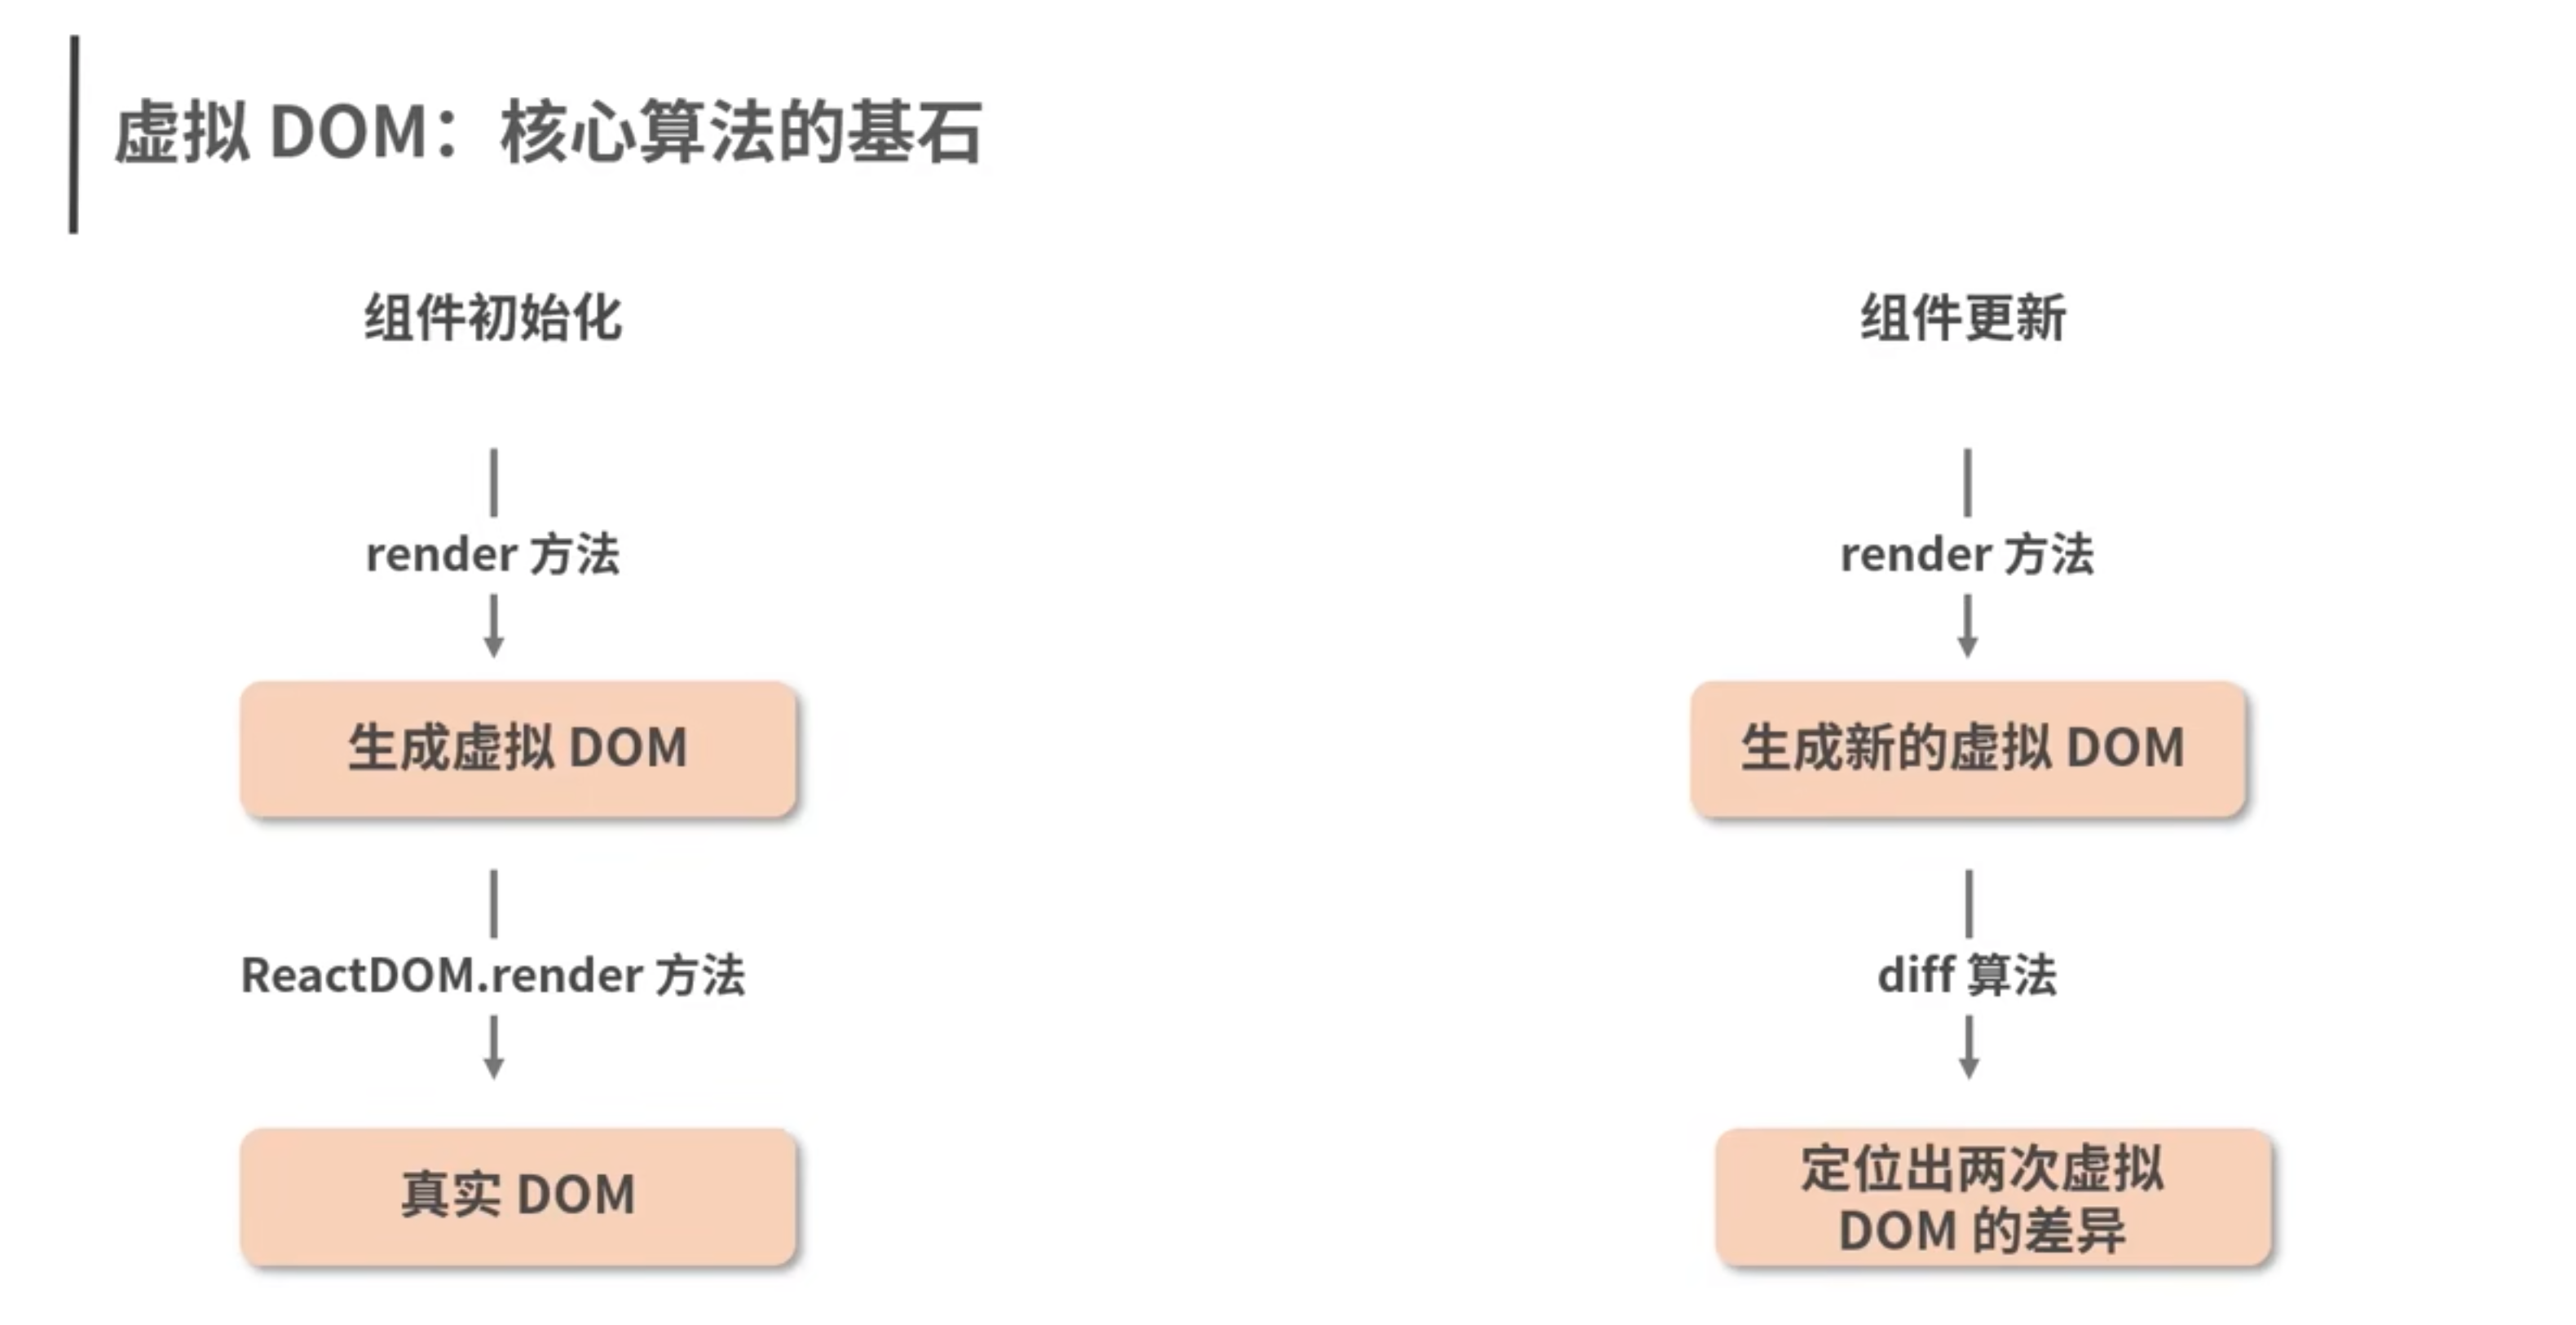 虚拟 DOM：核心算法的基石
组件初始化
render 方法
生成虚拟 DOM
ReactDOM.render 方法
真实 DOM
组件更新
render 方法
生成新的虚拟 DOM
diff 算法
定位出两次虚拟
DOM 的差异